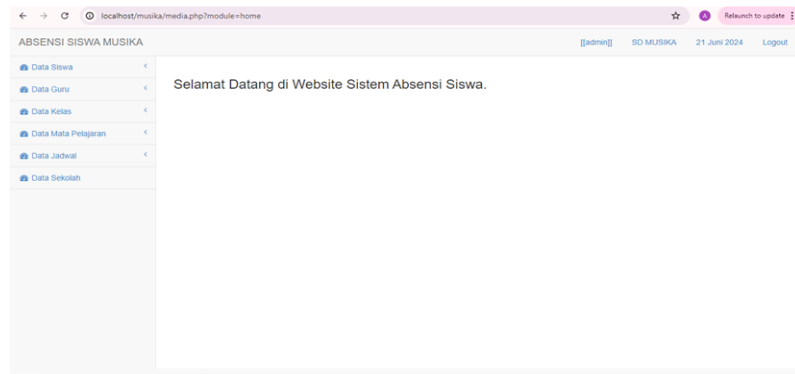 localhost/musika/media.php?module=home
A
Relaunch to update
ABSENSI SISWA MUSIKA
[[admin]] SD MUSIKA 21 Juni 2024 Logout
Data Siswa
Data Guru
Data Kelas
Data Mata Pelajaran
Data Jadwal
Data Sekolah
Selamat Datang di Website Sistem Absensi Siswa.